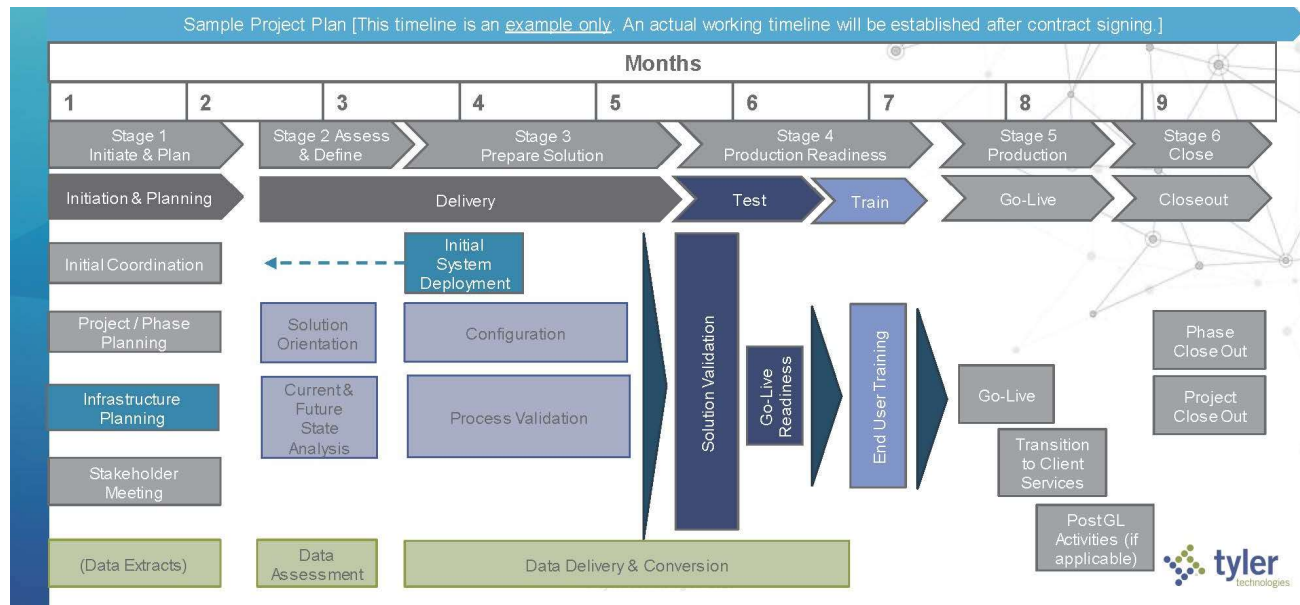 Sample Project Plan [This timeline is an example only. An actual working timeline will be established after contract signing.]
Months
1
2
3
4
5
6
7
8
9
Stage 1
Initiate & Plan
Stage 2 Assess
& Define
Stage 3
Prepare Solution
Stage 4
Production Readiness
Stage 5
Production
Stage 6
Close
Initiation & Planning
Delivery
Test
Train
Go-Live
Closeout
Initial Coordination
Initial
System
Deployment
Project / Phase
Planning
Solution
Orientation
Configuration
Infrastructure
Planning
Current &
Future
State
Analysis
Process Validation
Solution Validation
Go-Live
Readiness
End User Training
Go-Live
Transition
to Client
Services
PostGL
Activities (if
applicable)
Phase
Close Out
Project
Close Out
Stakeholder
Meeting
(Data Extracts)
Data
Assessment
Data Delivery & Conversion
tyler
technologies